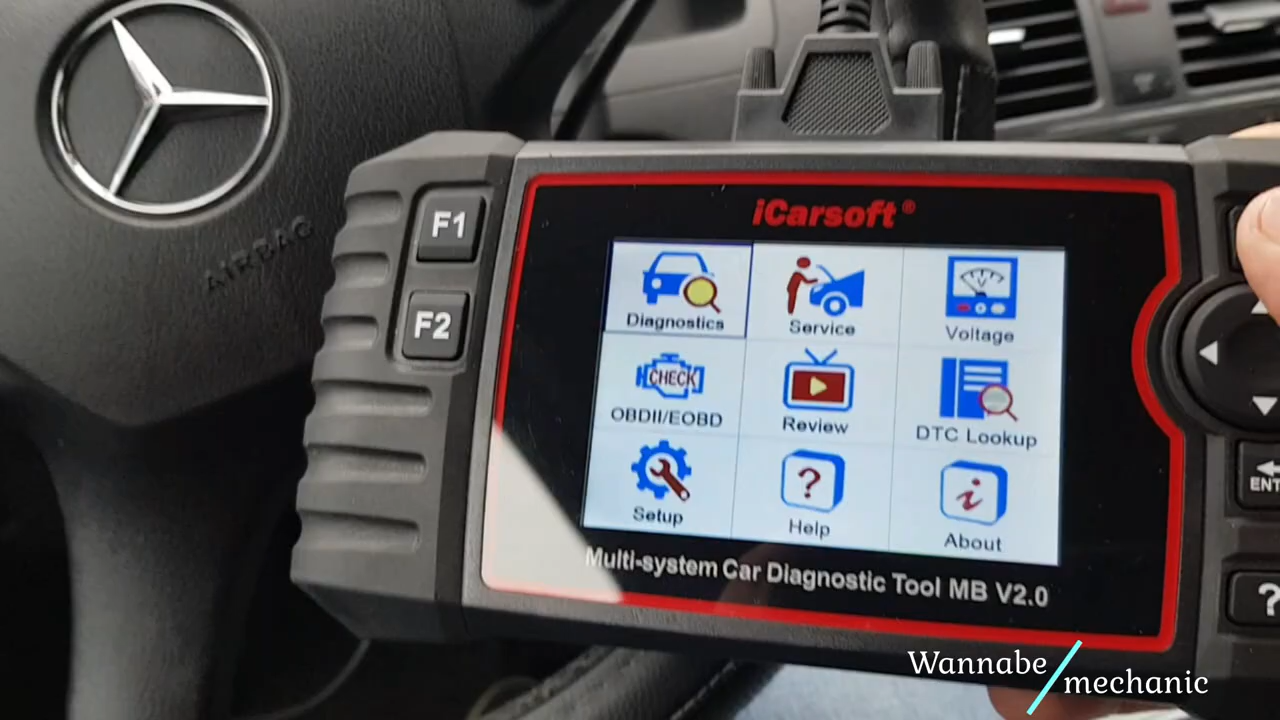 AIRBAG
F1
F2
iCarsoft®
Diagnostics
Service
Voltage
CHECK
OBDII/EOBD
Review
DTC Lookup
Setup
?
Help
i
About
Multi-system Car Diagnostic Tool MB V2.0
ENT
?
Wannabe
mechanic